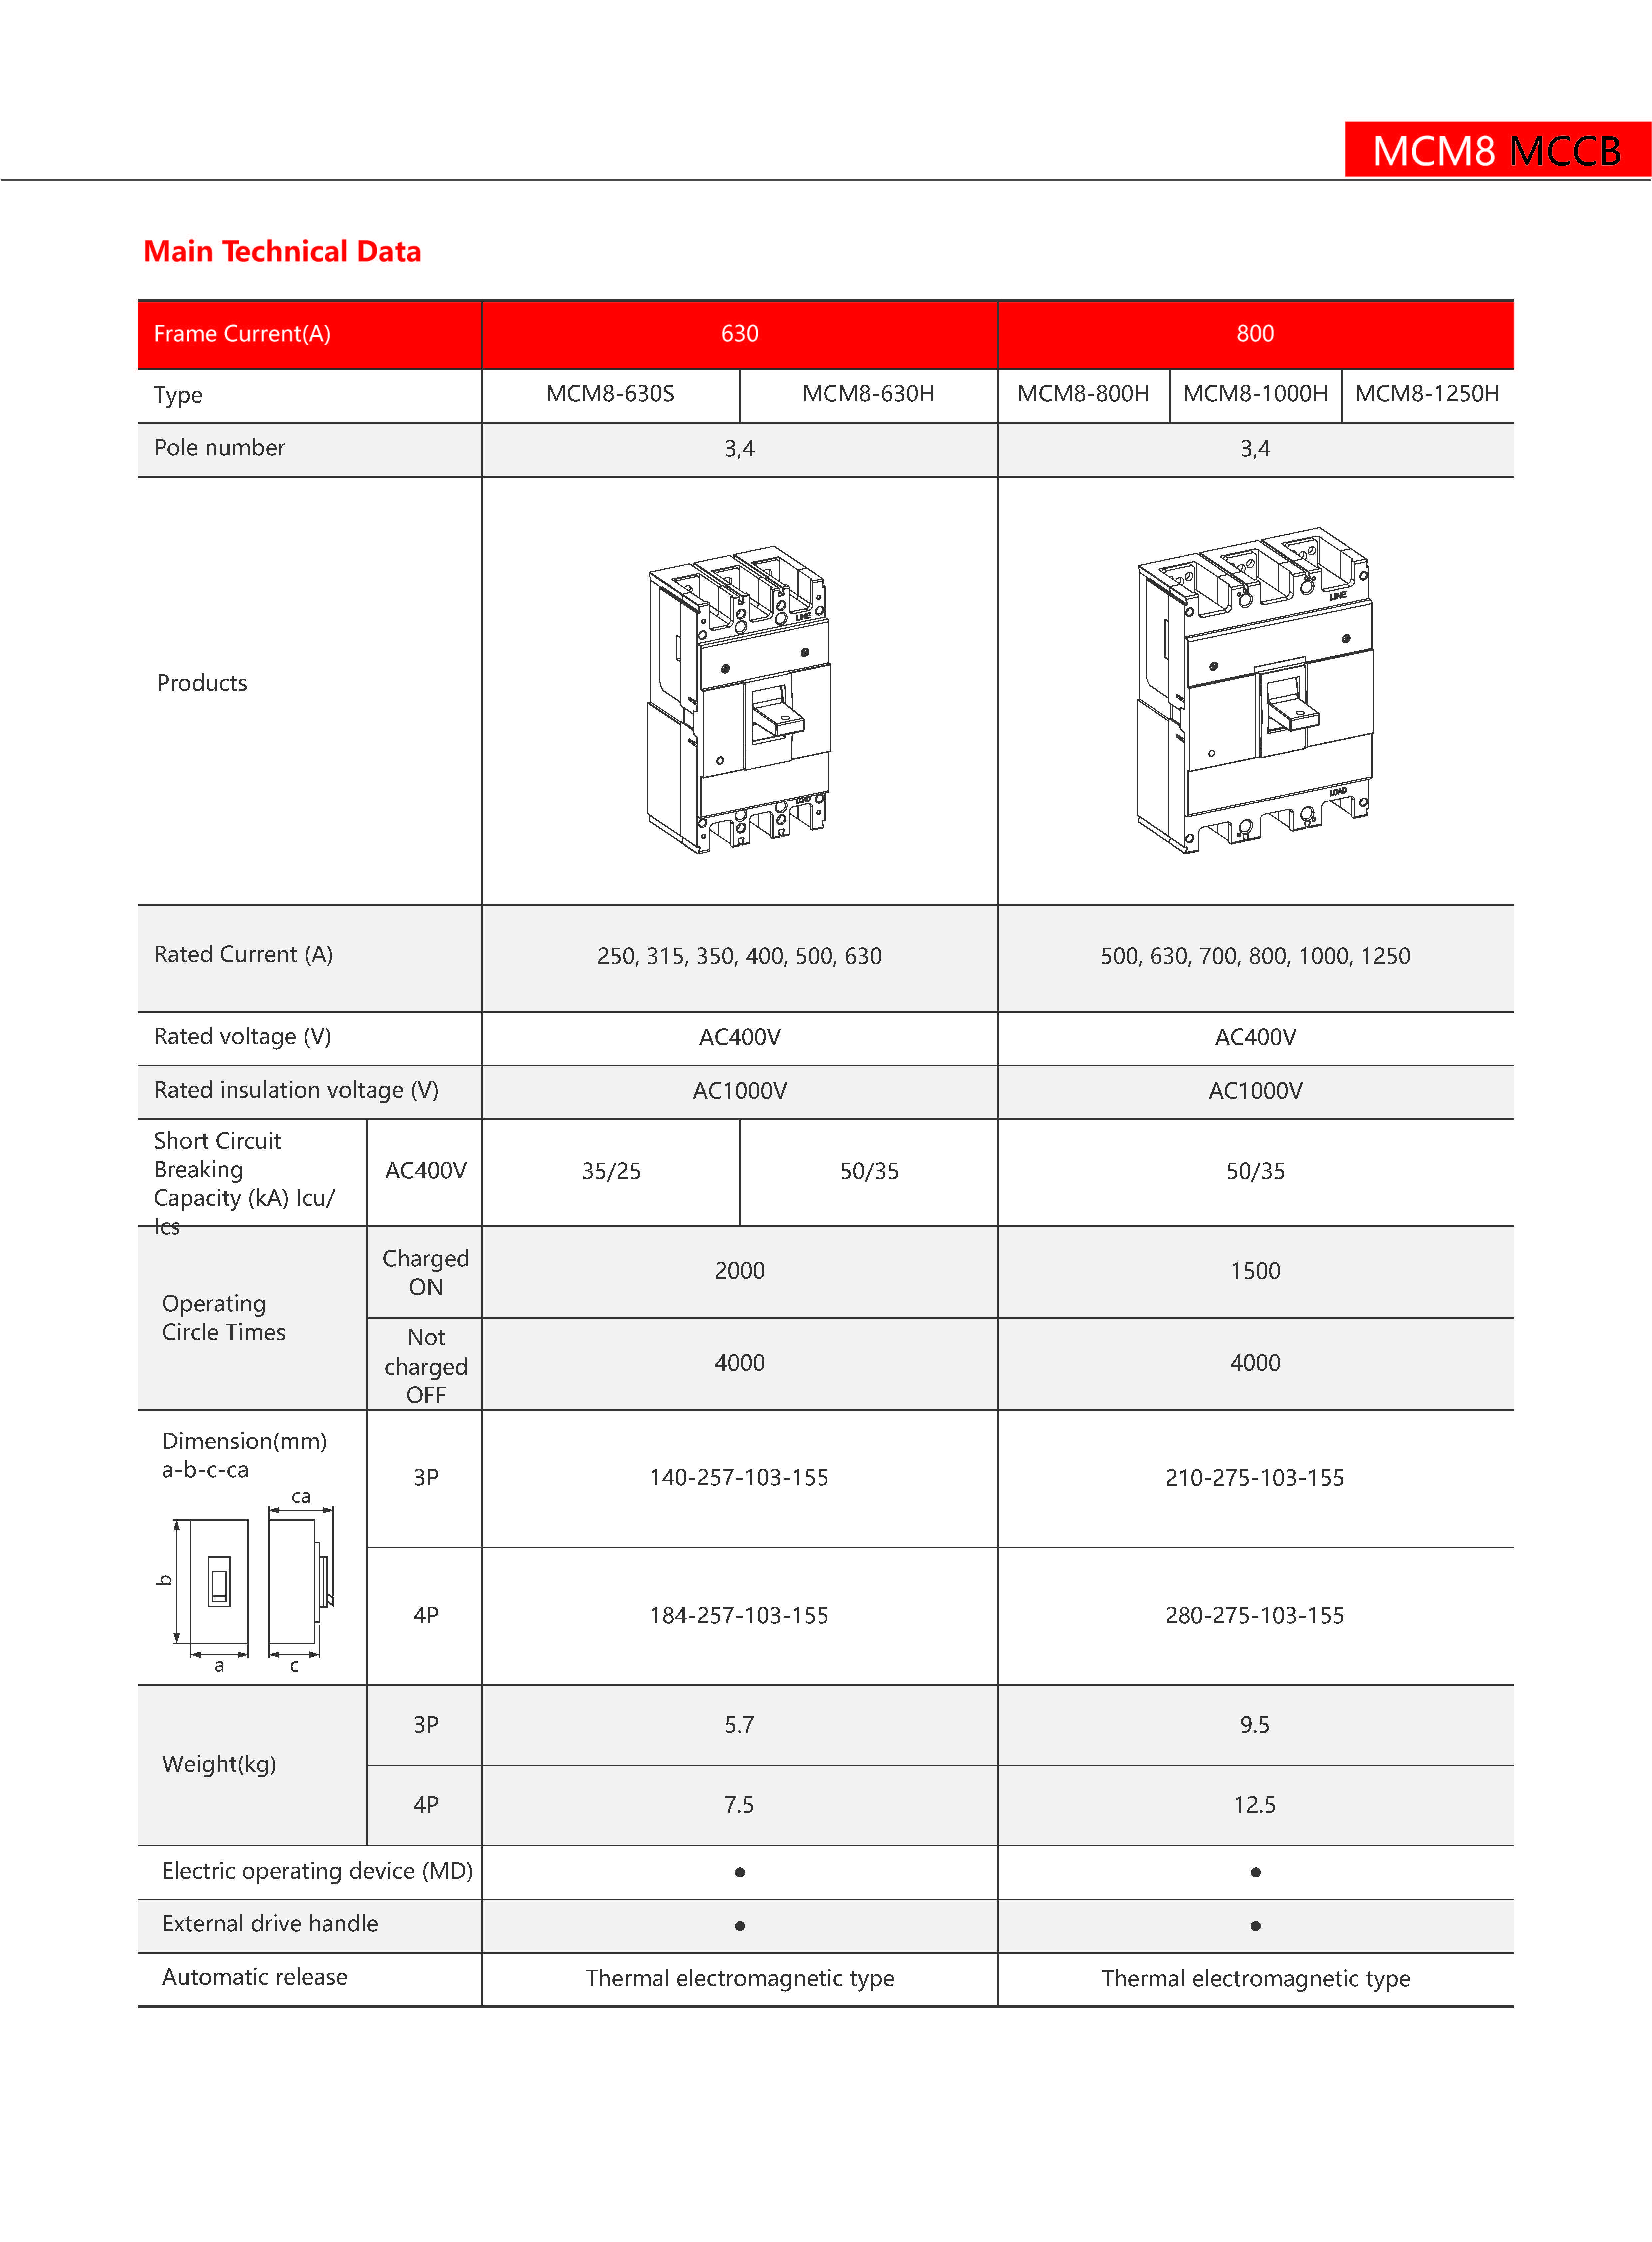 MCM8 MCCB
Main Technical Data
Frame Current(A) 630 800
Type MCM8-630S MCM8-630H MCM8-800H MCM8-1000H MCM8-1250H
Pole number 3,4 3,4
LINE
LINE
Products
LOAD
LOAD
Rated Current (A) 250, 315, 350, 400, 500, 630 500, 630, 700, 800, 1000, 1250
Rated voltage (V) AC400V AC400V
Rated insulation voltage (V) AC1000V AC1000V
Short Circuit
Breaking AC400V 35/25 50/35 50/35
Capacity (kA) Icu/
Ics
Charged
ON 2000 1500
Operating
Circle Times
Not
charged 4000 4000
OFF
Dimension(mm)
a-b-c-ca
3P 140-257-103-155 210-275-103-155
ca
b
a c
4P 184-257-103-155 280-275-103-155
3P 5.7 9.5
Weight(kg)
4P 7.5 12.5
Electric operating device (MD) ● ●
External drive handle ● ●
Automatic release Thermal electromagnetic type Thermal electromagnetic type